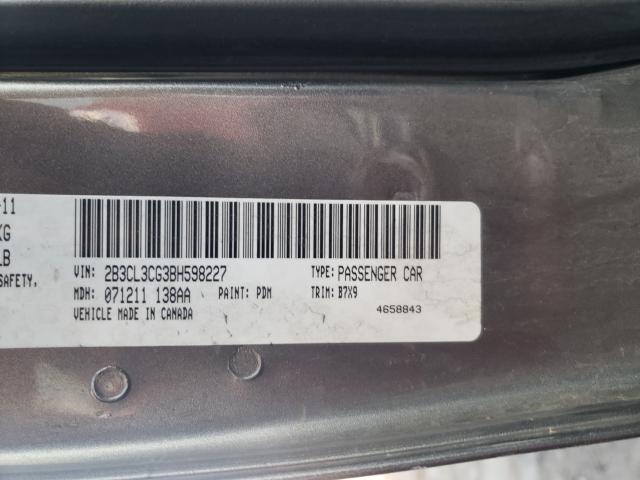 -11
KG
LB
SAFETY,
VIN: 2B3CL3CG3BH598227 TYPE: PASSENGER CAR
MDH: 071211 138AA PAINT: PDM TRIM: B7X9
VEHICLE MADE IN CANADA 4658843